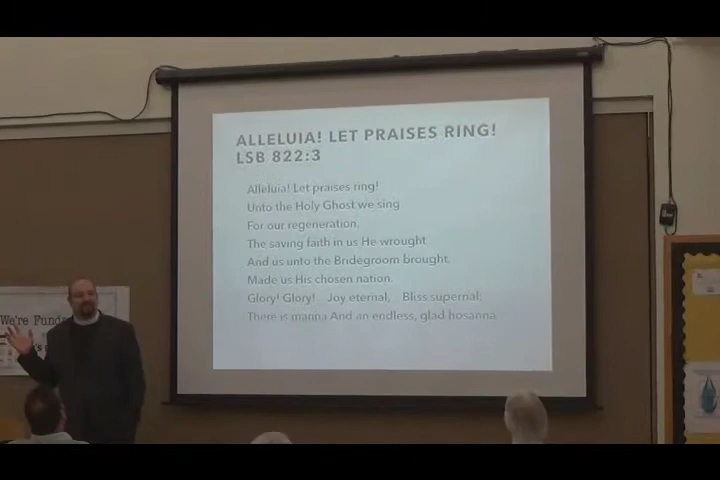 ALLELUIA! LET PRAISES RING!
LSB 822:3
Alleluia! Let praises ring!
Unto the Holy Ghost we sing
For our regeneration.
The saving faith in us He wrought
And us unto the Bridegroom brought,
Made us His chosen nation.
Glory! Glory! Joy eternal, Bliss supernal;
There is manna And an endless, glad hosanna.
We're Fund